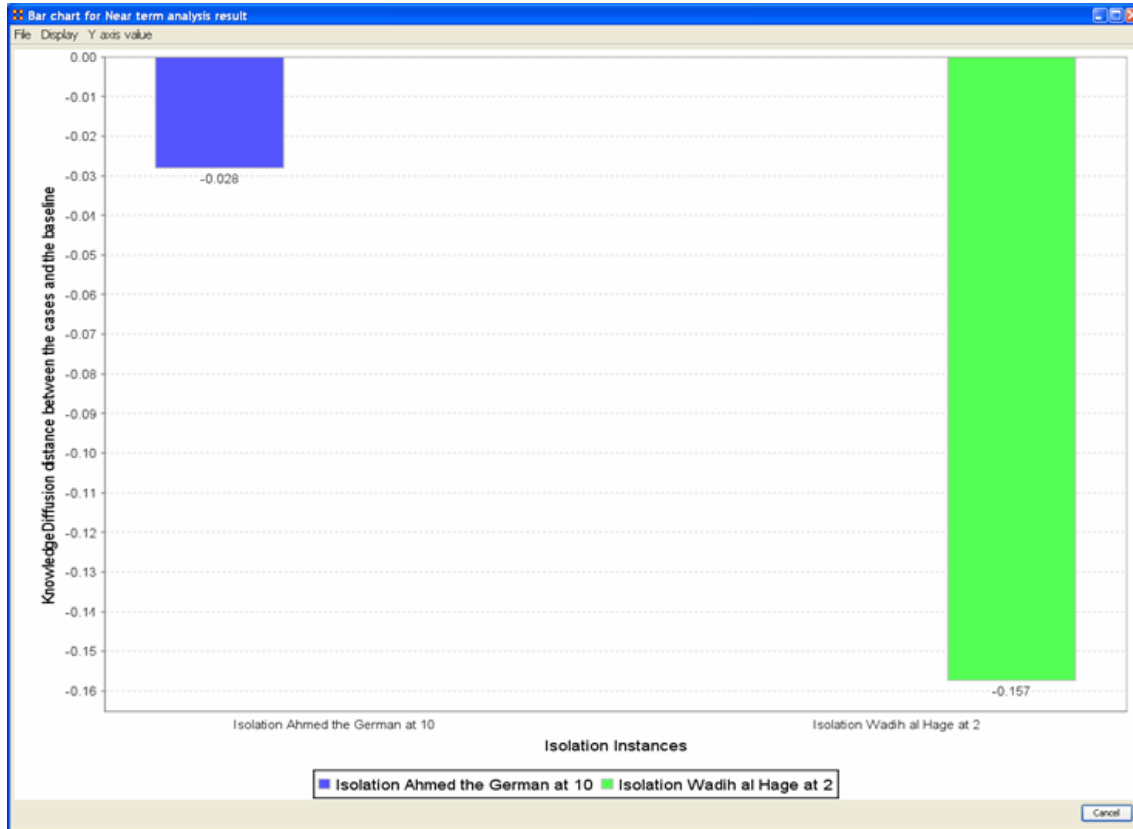 Bar chart for Near term analysis result
File Display Y axis value
KnowledgeDiffusion distance between the cases and the baseline
0.00
-0.01
-0.02
-0.03
-0.04
-0.05
-0.06
-0.07
-0.08
-0.09
-0.10
-0.11
-0.12
-0.13
-0.14
-0.15
-0.16
-0.028
-0.157
Isolation Ahmed the German at 10 Isolation Wadih al Hage at 2
Isolation Instances
Isolation Ahmed the German at 10 Isolation Wadih al Hage at 2
Cancel